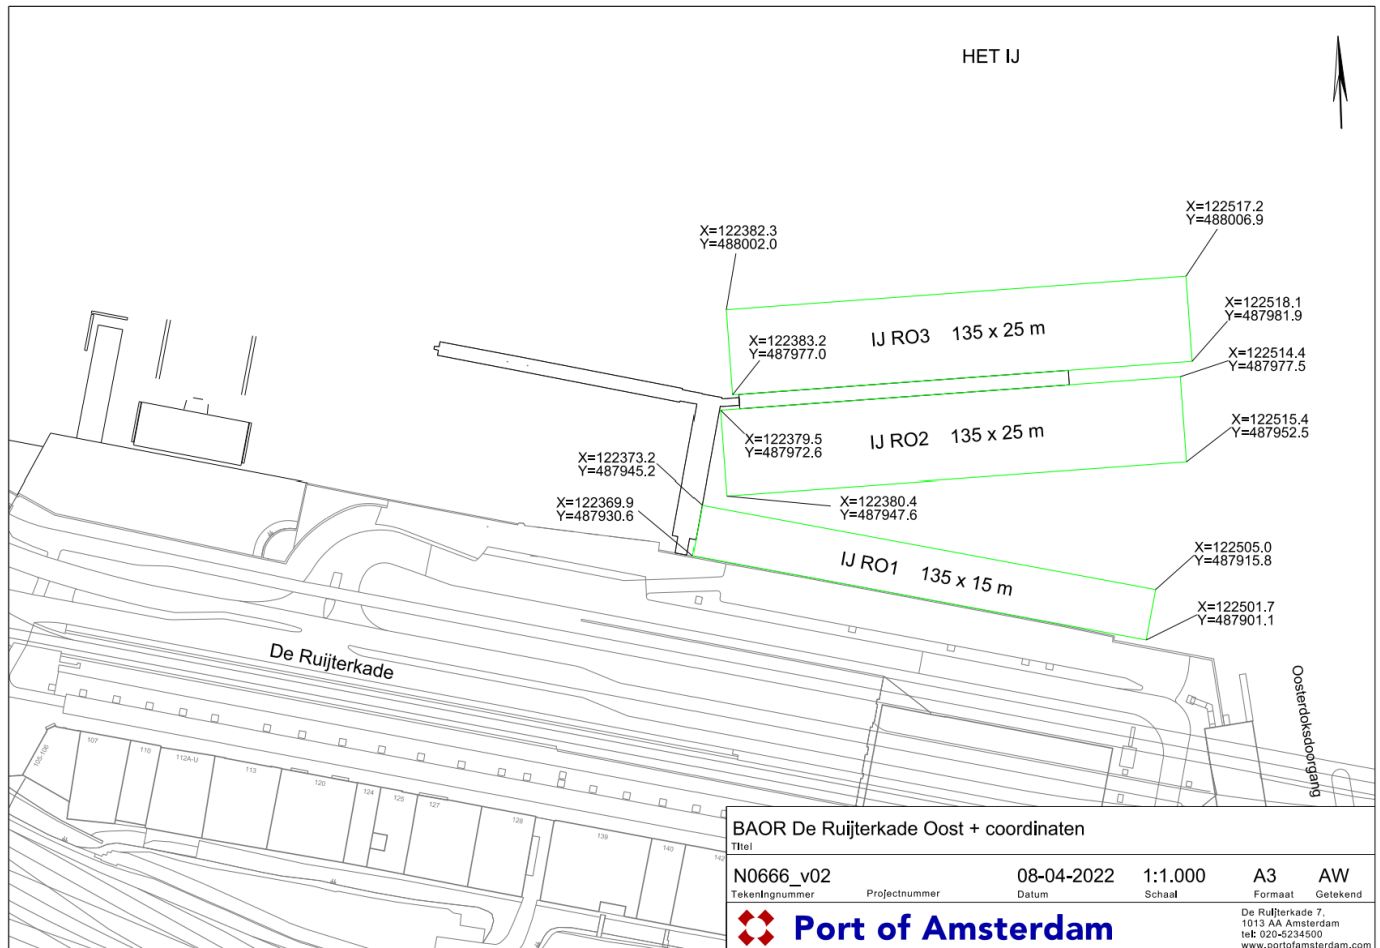 HET IJ
X=122517.2
Y=488006.9
X=122382.3
Y=488002.0
X=122518.1
Y=487981.9
IJ RO3 135 x 25 m
X=122383.2
Y=487977.0
X=122514.4
Y=487977.5
X=122515.4
Y=487952.5
IJ RO2 135 x 25 m
X=122379.5
Y=487972.6
X=122373.2
Y=487945.2
X=122380.4
Y=487947.6
X=122369.9
Y=487930.6
X=122505.0
Y=487915.8
IJ RO1 135 x 15 m
X=122501.7
Y=487901.1
De Ruijterkade
Oosterdoksdoorgang
105-106
107
110
112A-U
113
120
124
125
127
128
139
140
142
BAOR De Ruijterkade Oost + coordinaten
Titel
N0666_v02 08-04-2022 1:1.000 A3 AW
Tekeningnummer Projectnummer Datum Schaal Formaat Getekend
Port of Amsterdam
De Ruijterkade 7,
1013 AA Amsterdam
tel: 020-5234500
www.portofamsterdam.com